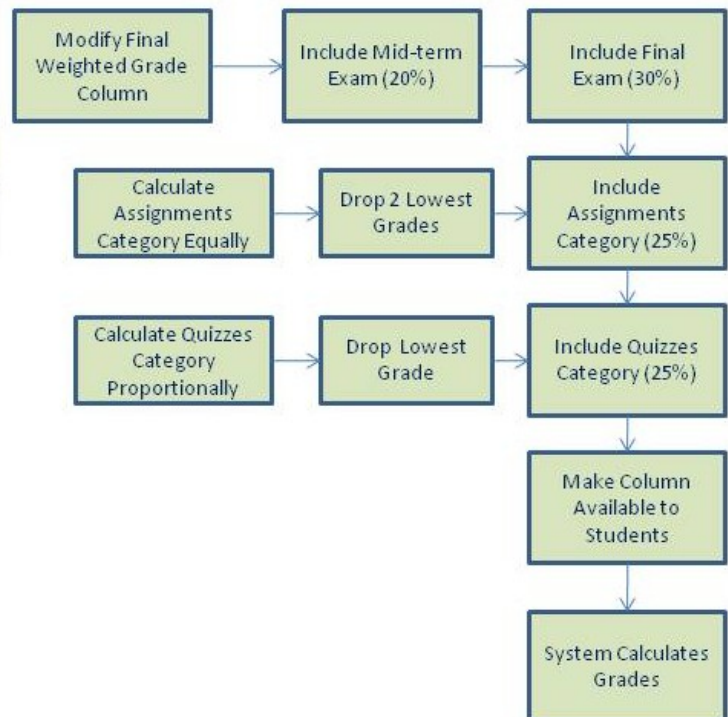 Modify Final
Weighted Grade
Column
Include Mid-term
Exam (20%)
Include Final
Exam (30%)
Calculate
Assignments
Category Equally
Drop 2 Lowest
Grades
Include
Assignments
Category (25%)
Calculate Quizzes
Category
Proportionally
Drop Lowest
Grade
Include Quizzes
Category (25%)
Make Column
Available to
Students
System Calculates
Grades